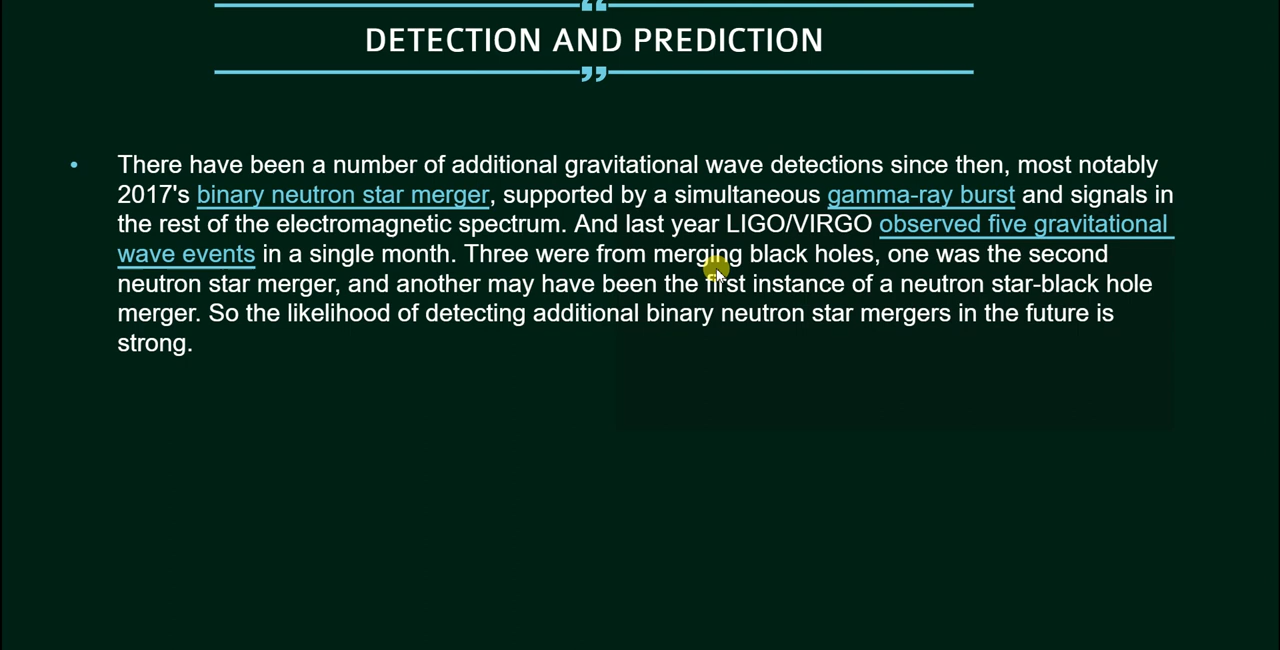 DETECTION AND PREDICTION
• There have been a number of additional gravitational wave detections since then, most notably
2017's binary neutron star merger, supported by a simultaneous gamma-ray burst and signals in
the rest of the electromagnetic spectrum. And last year LIGO/VIRGO observed five gravitational
wave events in a single month. Three were from merging black holes, one was the second
neutron star merger, and another may have been the first instance of a neutron star-black hole
merger. So the likelihood of detecting additional binary neutron star mergers in the future is
strong.